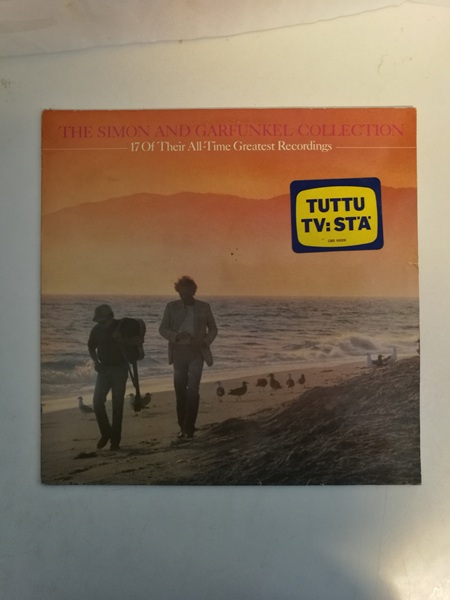 THE SIMON AND GARFUNKEL COLLECTION
17 Of Their All-Time Greatest Recordings
TUTTU
TV:STÄ